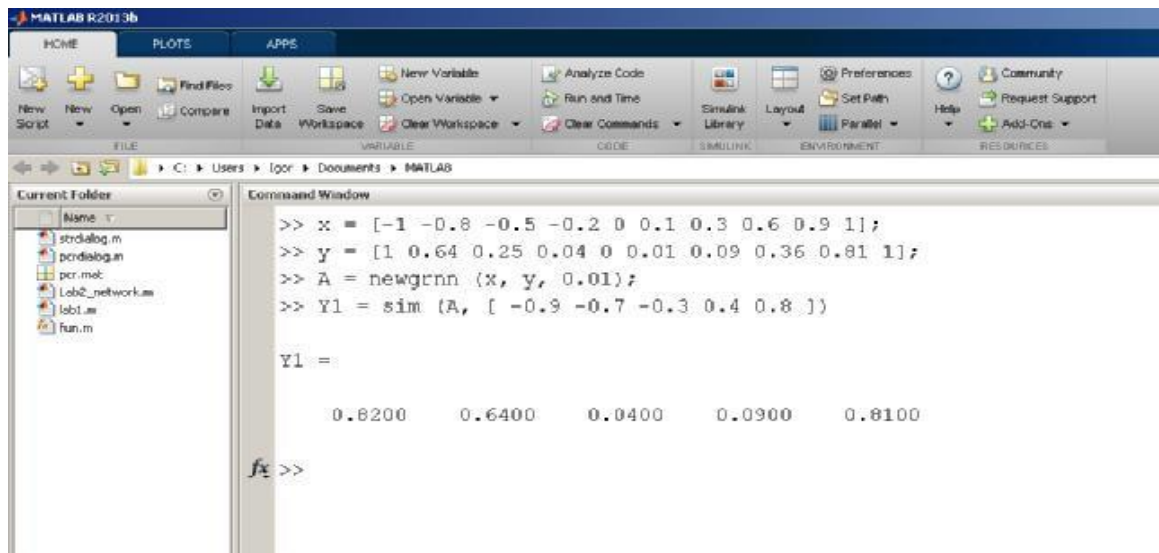 MATLAB R2013b
HOME PLOTS APPS
New Script
New
Open
Find Files
Compare
FILE
Import Data
Save Workspace
New Variable
Open Variable
Clear Workspace
VARIABLE
Analyze Code
Run and Time
Clear Commands
CODE
Simulink Library
SIMULINK
Layout
Preferences
Set Path
Parallel
ENVIRONMENT
Help
Community
Request Support
Add-Ons
RESOURCES
C: Users Igor Documents MATLAB
Current Folder
Name
strdialog.m
pcrdialog.m
pcr.mat
Lab2_network.m
lab1.m
fun.m
Command Window
>> x = [-1 -0.8 -0.5 -0.2 0 0.1 0.3 0.6 0.9 1];
>> y = [1 0.64 0.25 0.04 0 0.01 0.09 0.36 0.81 1];
>> A = newgrnn (x, y, 0.01);
>> Y1 = sim (A, [ -0.9 -0.7 -0.3 0.4 0.8 ])
Y1 =
0.8200 0.6400 0.0400 0.0900 0.8100
fx >>